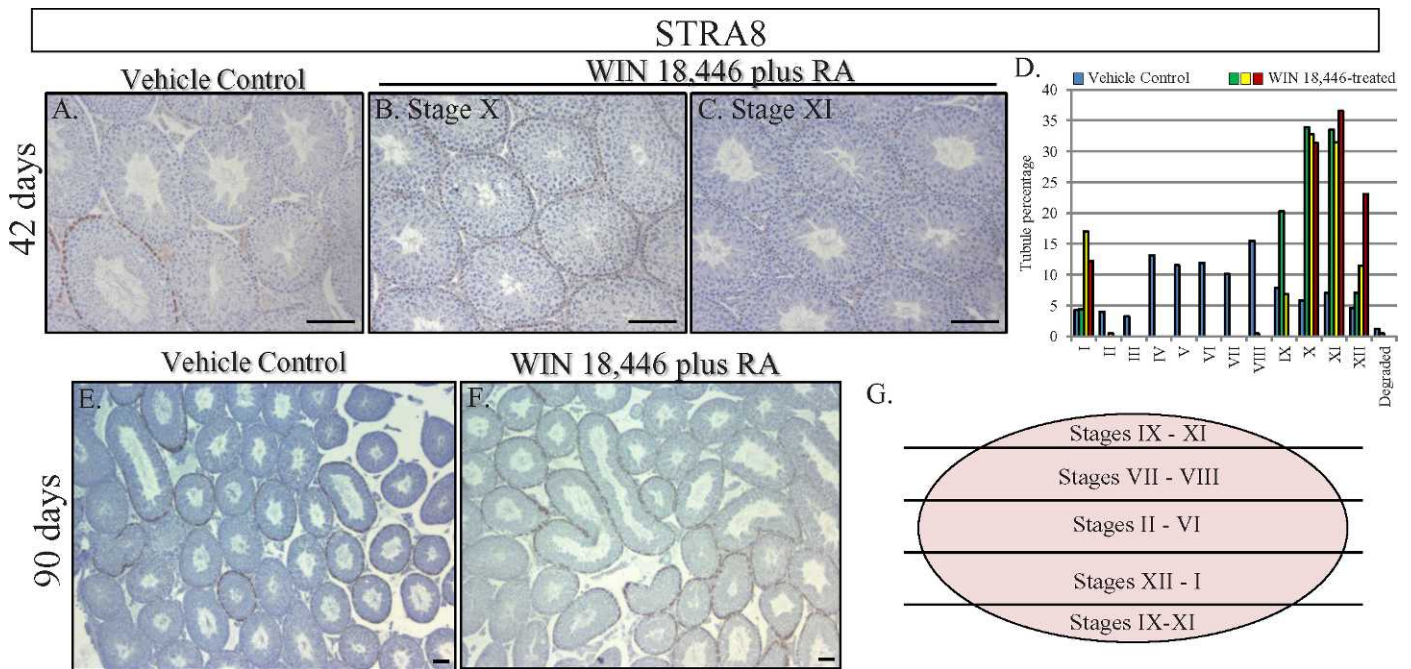 STRA8
Vehicle Control
WIN 18,446 plus RA
42 days
A.
B. Stage X
C. Stage XI
D.
Vehicle Control
WIN 18,446-treated
Tubule percentage
40
35
30
25
20
15
10
5
0
I
II
III
IV
V
VI
VII
VIII
IX
X
XI
XII
Degraded
Vehicle Control
WIN 18,446 plus RA
90 days
E.
F.
G.
Stages IX - XI
Stages VII - VIII
Stages II - VI
Stages XII - I
Stages IX-XI